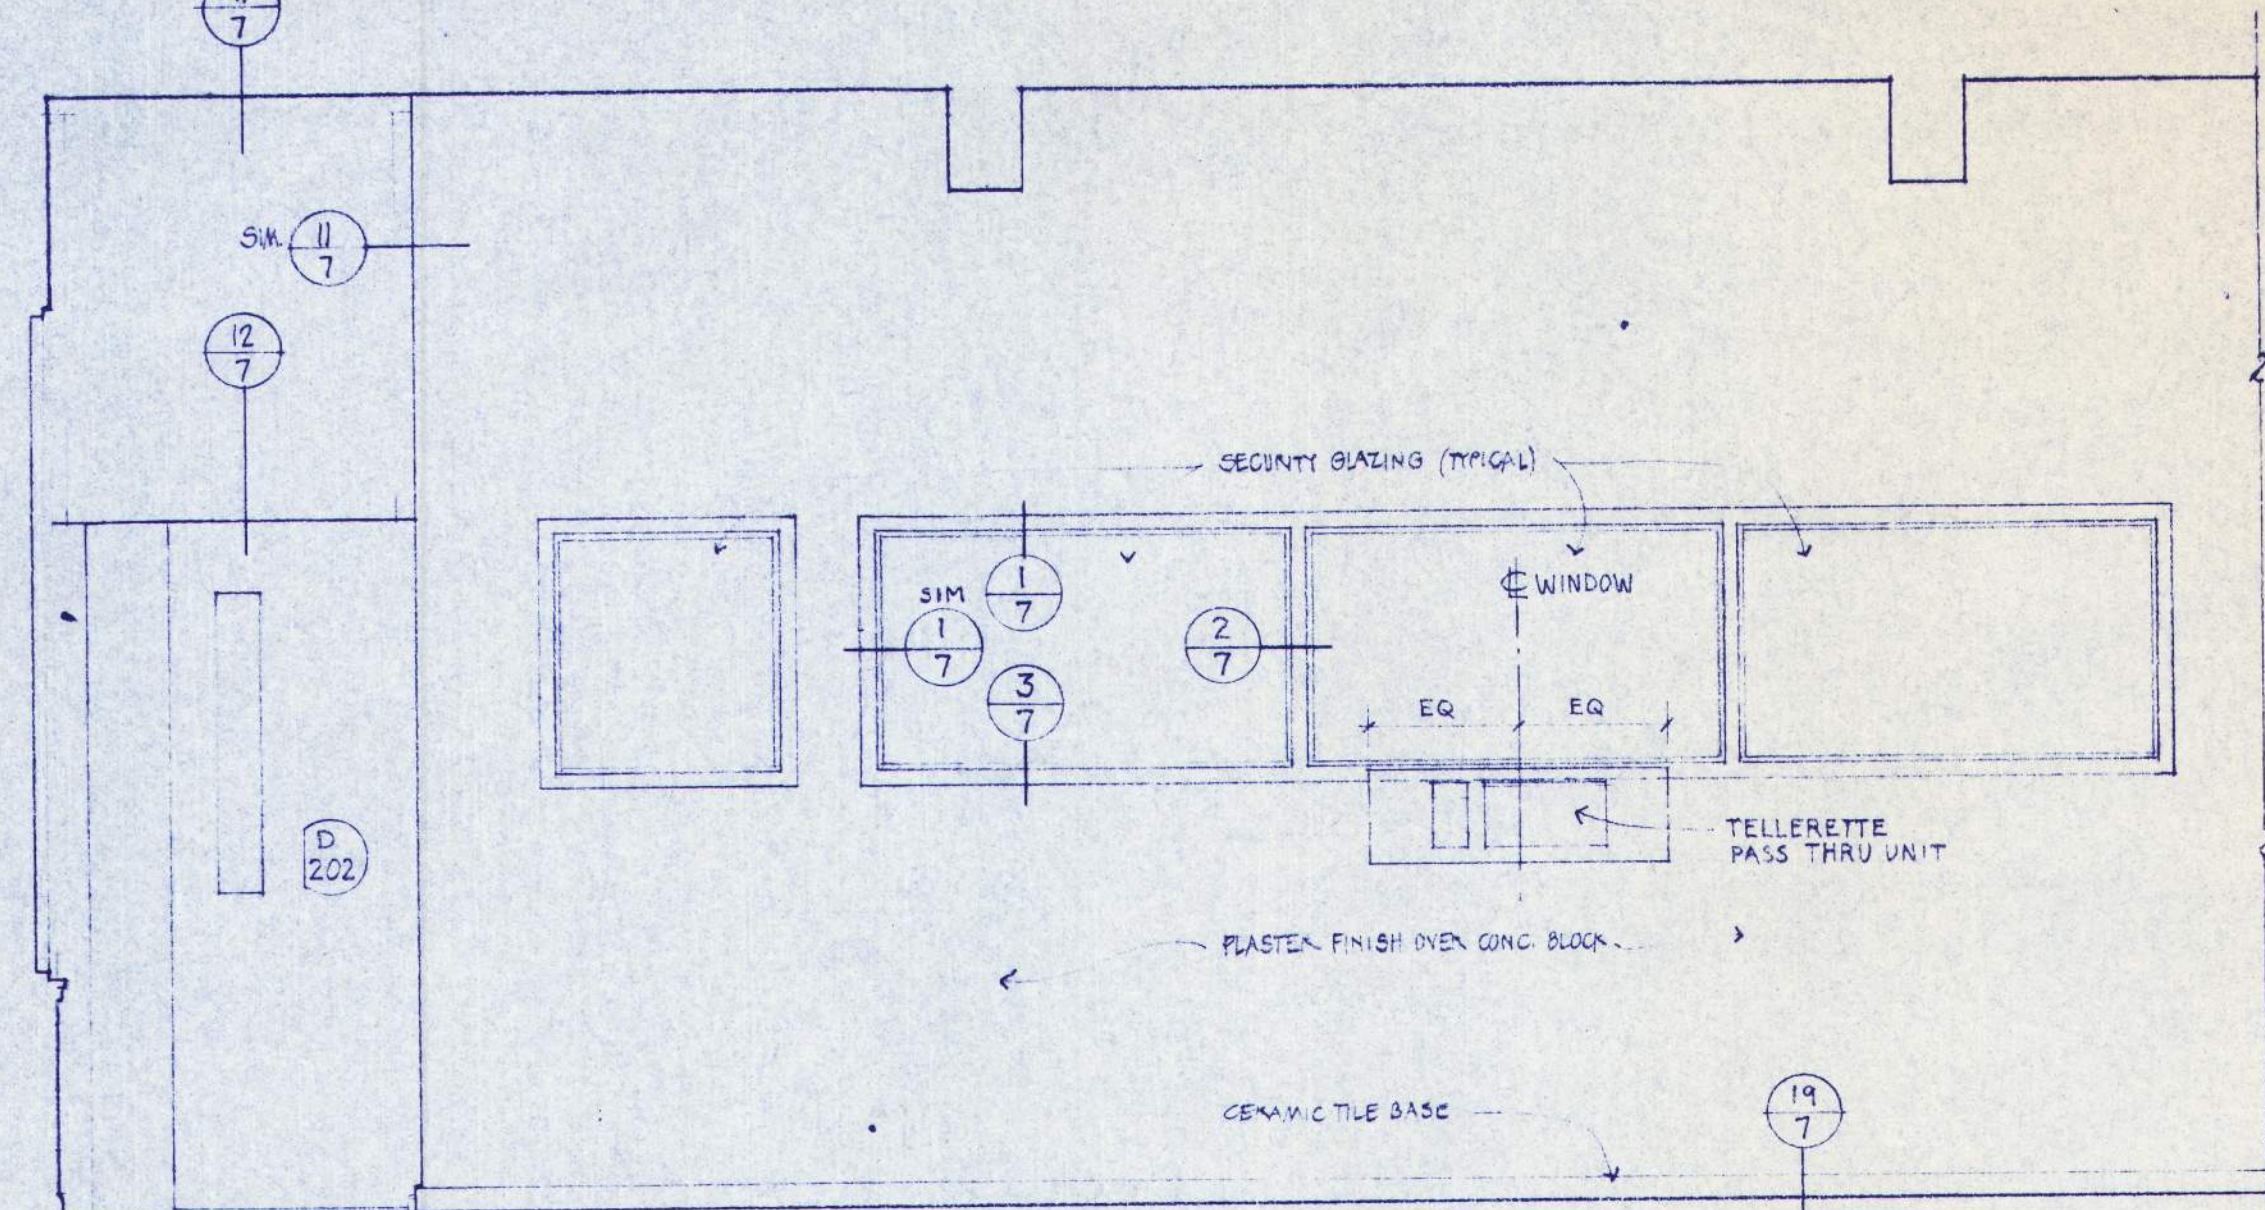 7
SIM.
11
7
12
7
SECURITY GLAZING (TYPICAL)
℄ WINDOW
SIM
1
7
1
7
2
7
3
7
EQ
EQ
TELLERETTE
PASS THRU UNIT
D
202
PLASTER FINISH OVER CONC. BLOCK.
CERAMIC TILE BASE
19
7